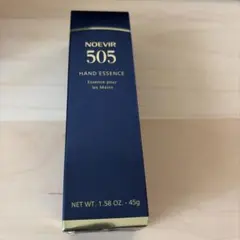 NOEVIR
505
HAND ESSENCE
Essence pour
les Mains
NET WT. 1.58 OZ. - 45g